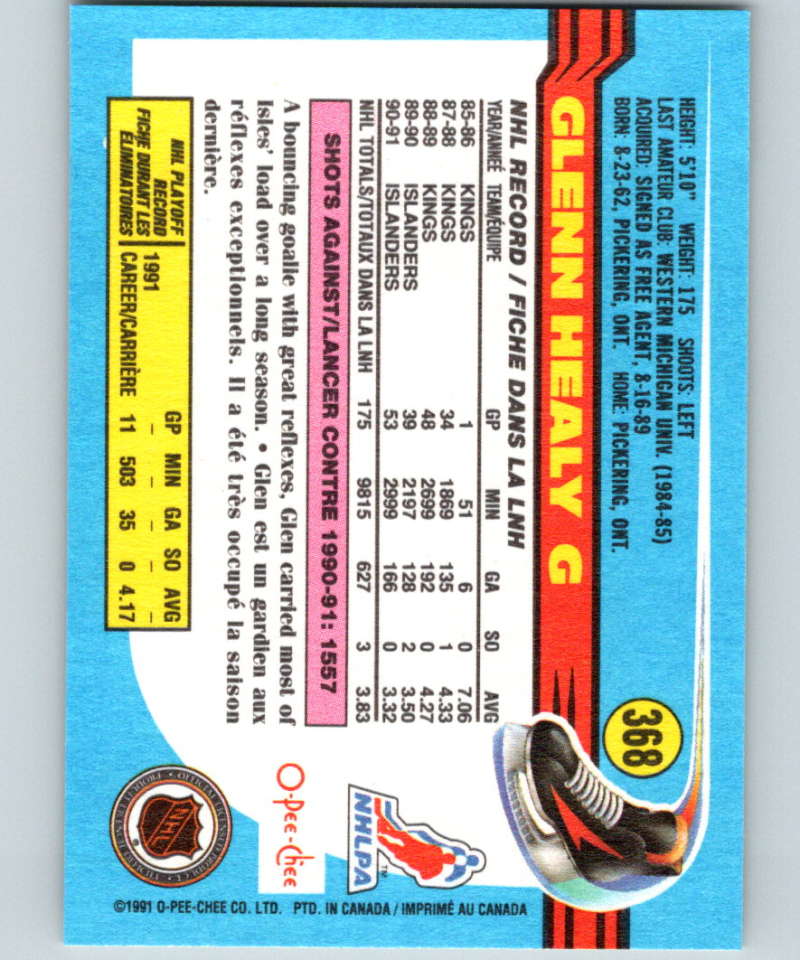 368
HEIGHT: 5'10" WEIGHT: 175 SHOOTS: LEFT
LAST AMATEUR CLUB: WESTERN MICHIGAN UNIV. (1984-85)
ACQUIRED: SIGNED AS FREE AGENT, 8-16-89
BORN: 8-23-62, PICKERING, ONT. HOME: PICKERING, ONT.
GLENN HEALY G
NHL RECORD / FICHE DANS LA LNH
YEAR/ANNEÉ TEAM/ÉQUIPE GP MIN GA SO AVG
85-86 KINGS 1 51 6 0 7.06
87-88 KINGS 34 1869 135 1 4.33
88-89 KINGS 48 2699 192 0 4.27
89-90 ISLANDERS 39 2197 128 2 3.50
90-91 ISLANDERS 53 2999 166 0 3.32
NHL TOTALS/TOTAUX DANS LA LNH 175 9815 627 3 3.83
SHOTS AGAINST/LANCER CONTRE 1990-91: 1557
A bouncing goalie with great reflexes, Glen carried most of
Isles' load over a long season. • Glen est un gardien aux
réflexes exceptionnels. Il a été très occupé la saison
dernière.
NHL PLAYOFF
RECORD
FICHE DURANT LES
ELIMINATOIRES
GP MIN GA SO AVG
1991 – – – – –
CAREER/CARRIÈRE 11 503 35 0 4.17
NHLPA
TM
O-Pee-Chee
NHL
©1991 O-PEE-CHEE CO. LTD. PTD. IN CANADA / IMPRIMÉ AU CANADA